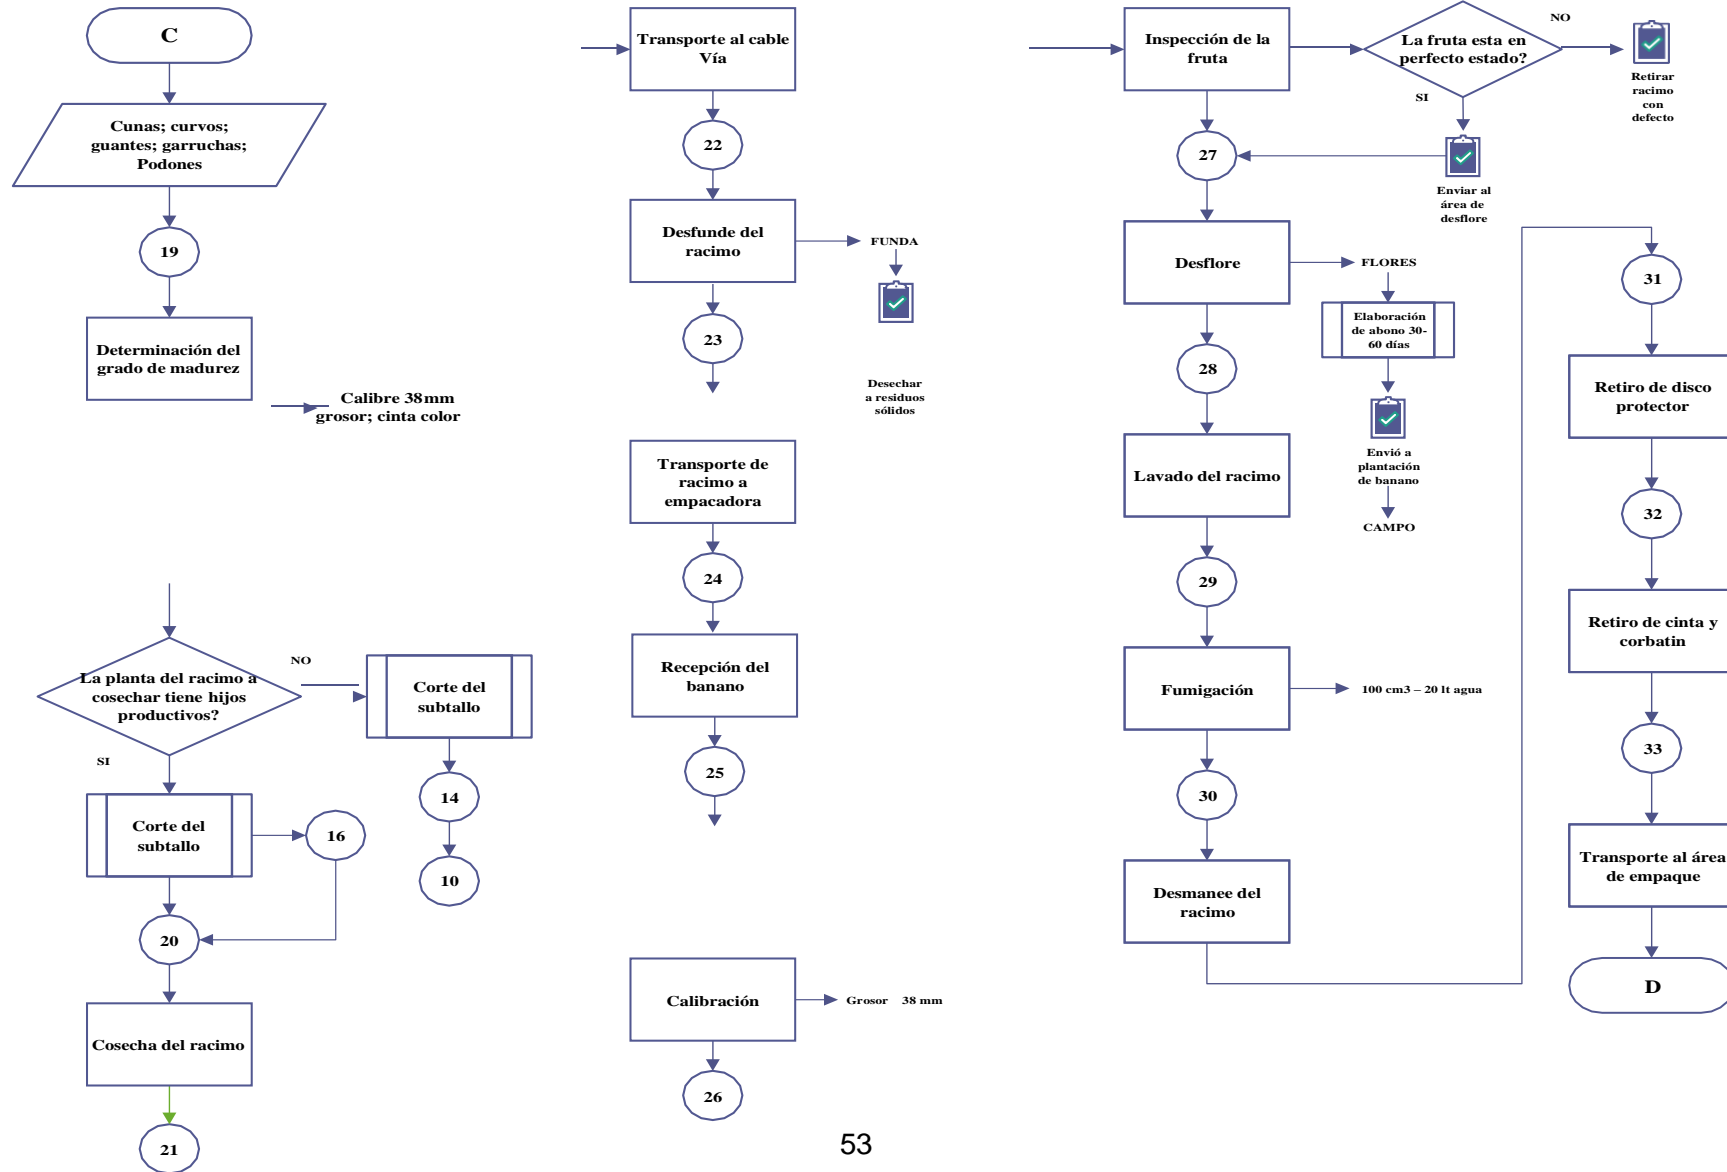 C
Cunas; curvos;
guantes; garruchas;
Podones
19
Determinación del
grado de madurez
Calibre 38mm
grosor; cinta color
La planta del racimo a
cosechar tiene hijos
productivos?
NO
SI
Corte del
subtallo
14
10
Corte del
subtallo
16
20
Cosecha del racimo
21
Transporte al cable
Vía
22
Desfunde del
racimo
FUNDA
Desechar
a residuos
sólidos
23
Transporte de
racimo a
empacadora
24
Recepción del
banano
25
Calibración
Grosor 38 mm
26
Inspección de la
fruta
La fruta esta en
perfecto estado?
NO
Retirar
racimo
con
defecto
SI
Enviar al
área de
desflore
27
Desflore
FLORES
Elaboración
de abono 30-
60 días
Envió a
plantación
de banano
CAMPO
28
Lavado del racimo
29
Fumigación
100 cm3 – 20 lt agua
30
Desmanee del
racimo
31
Retiro de disco
protector
32
Retiro de cinta y
corbatin
33
Transporte al área
de empaque
D
53